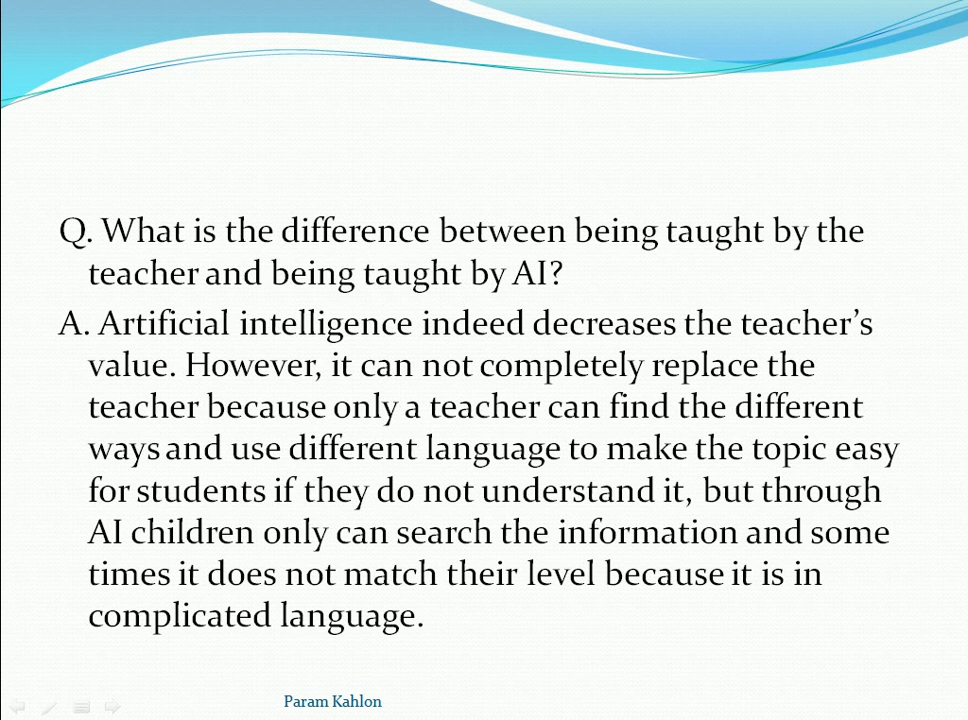 Q. What is the difference between being taught by the
teacher and being taught by AI?
A. Artificial intelligence indeed decreases the teacher’s
value. However, it can not completely replace the
teacher because only a teacher can find the different
ways and use different language to make the topic easy
for students if they do not understand it, but through
AI children only can search the information and some
times it does not match their level because it is in
complicated language.
Param Kahlon